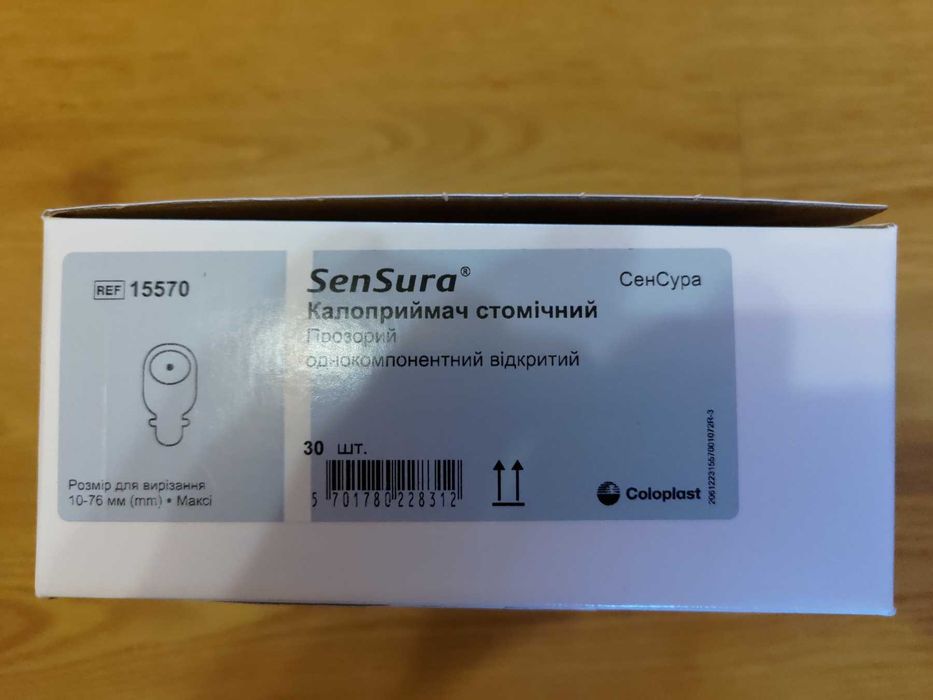 REF 15570
SenSura®
СенСура
Калоприймач стомічний
Прозорий
однокомпонентний відкритий
30 шт.
Розмір для вирізання
10-76 мм (mm) • Максі
5 701780 228312
Coloplast